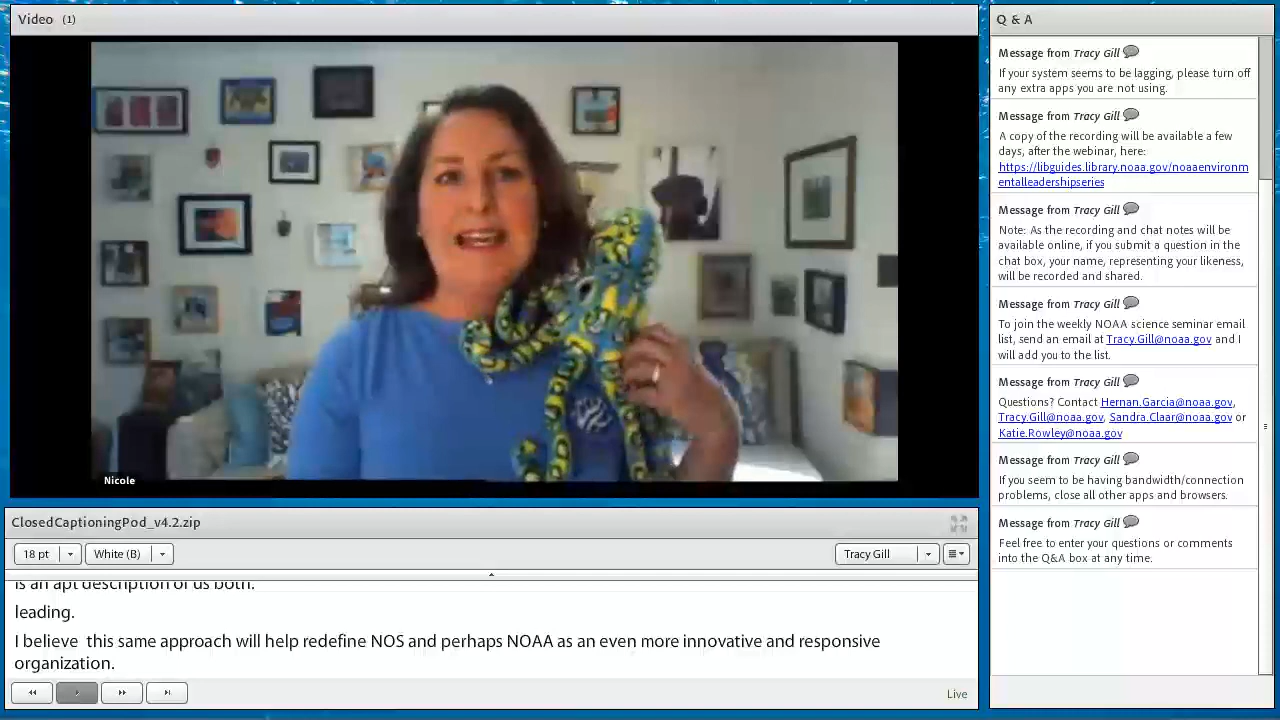 Video (1)
Nicole
ClosedCaptioningPod_v4.2.zip
18 pt
White (B)
Tracy Gill
is an apt description of us both.
leading.
I believe  this same approach will help redefine NOS and perhaps NOAA as an even more innovative and responsive
organization.
Live
Q & A
Message from Tracy Gill
If your system seems to be lagging, please turn off
any extra apps you are not using.
Message from Tracy Gill
A copy of the recording will be available a few
days, after the webinar, here:
https://libguides.library.noaa.gov/noaaenvironm
entalleadershipseries
Message from Tracy Gill
Note: As the recording and chat notes will be
available online, if you submit a question in the
chat box, your name, representing your likeness,
will be recorded and shared.
Message from Tracy Gill
To join the weekly NOAA science seminar email
list, send an email at Tracy.Gill@noaa.gov and I
will add you to the list.
Message from Tracy Gill
Questions? Contact Hernan.Garcia@noaa.gov,
Tracy.Gill@noaa.gov, Sandra.Claar@noaa.gov or
Katie.Rowley@noaa.gov
Message from Tracy Gill
If you seem to be having bandwidth/connection
problems, close all other apps and browsers.
Message from Tracy Gill
Feel free to enter your questions or comments
into the Q&A box at any time.